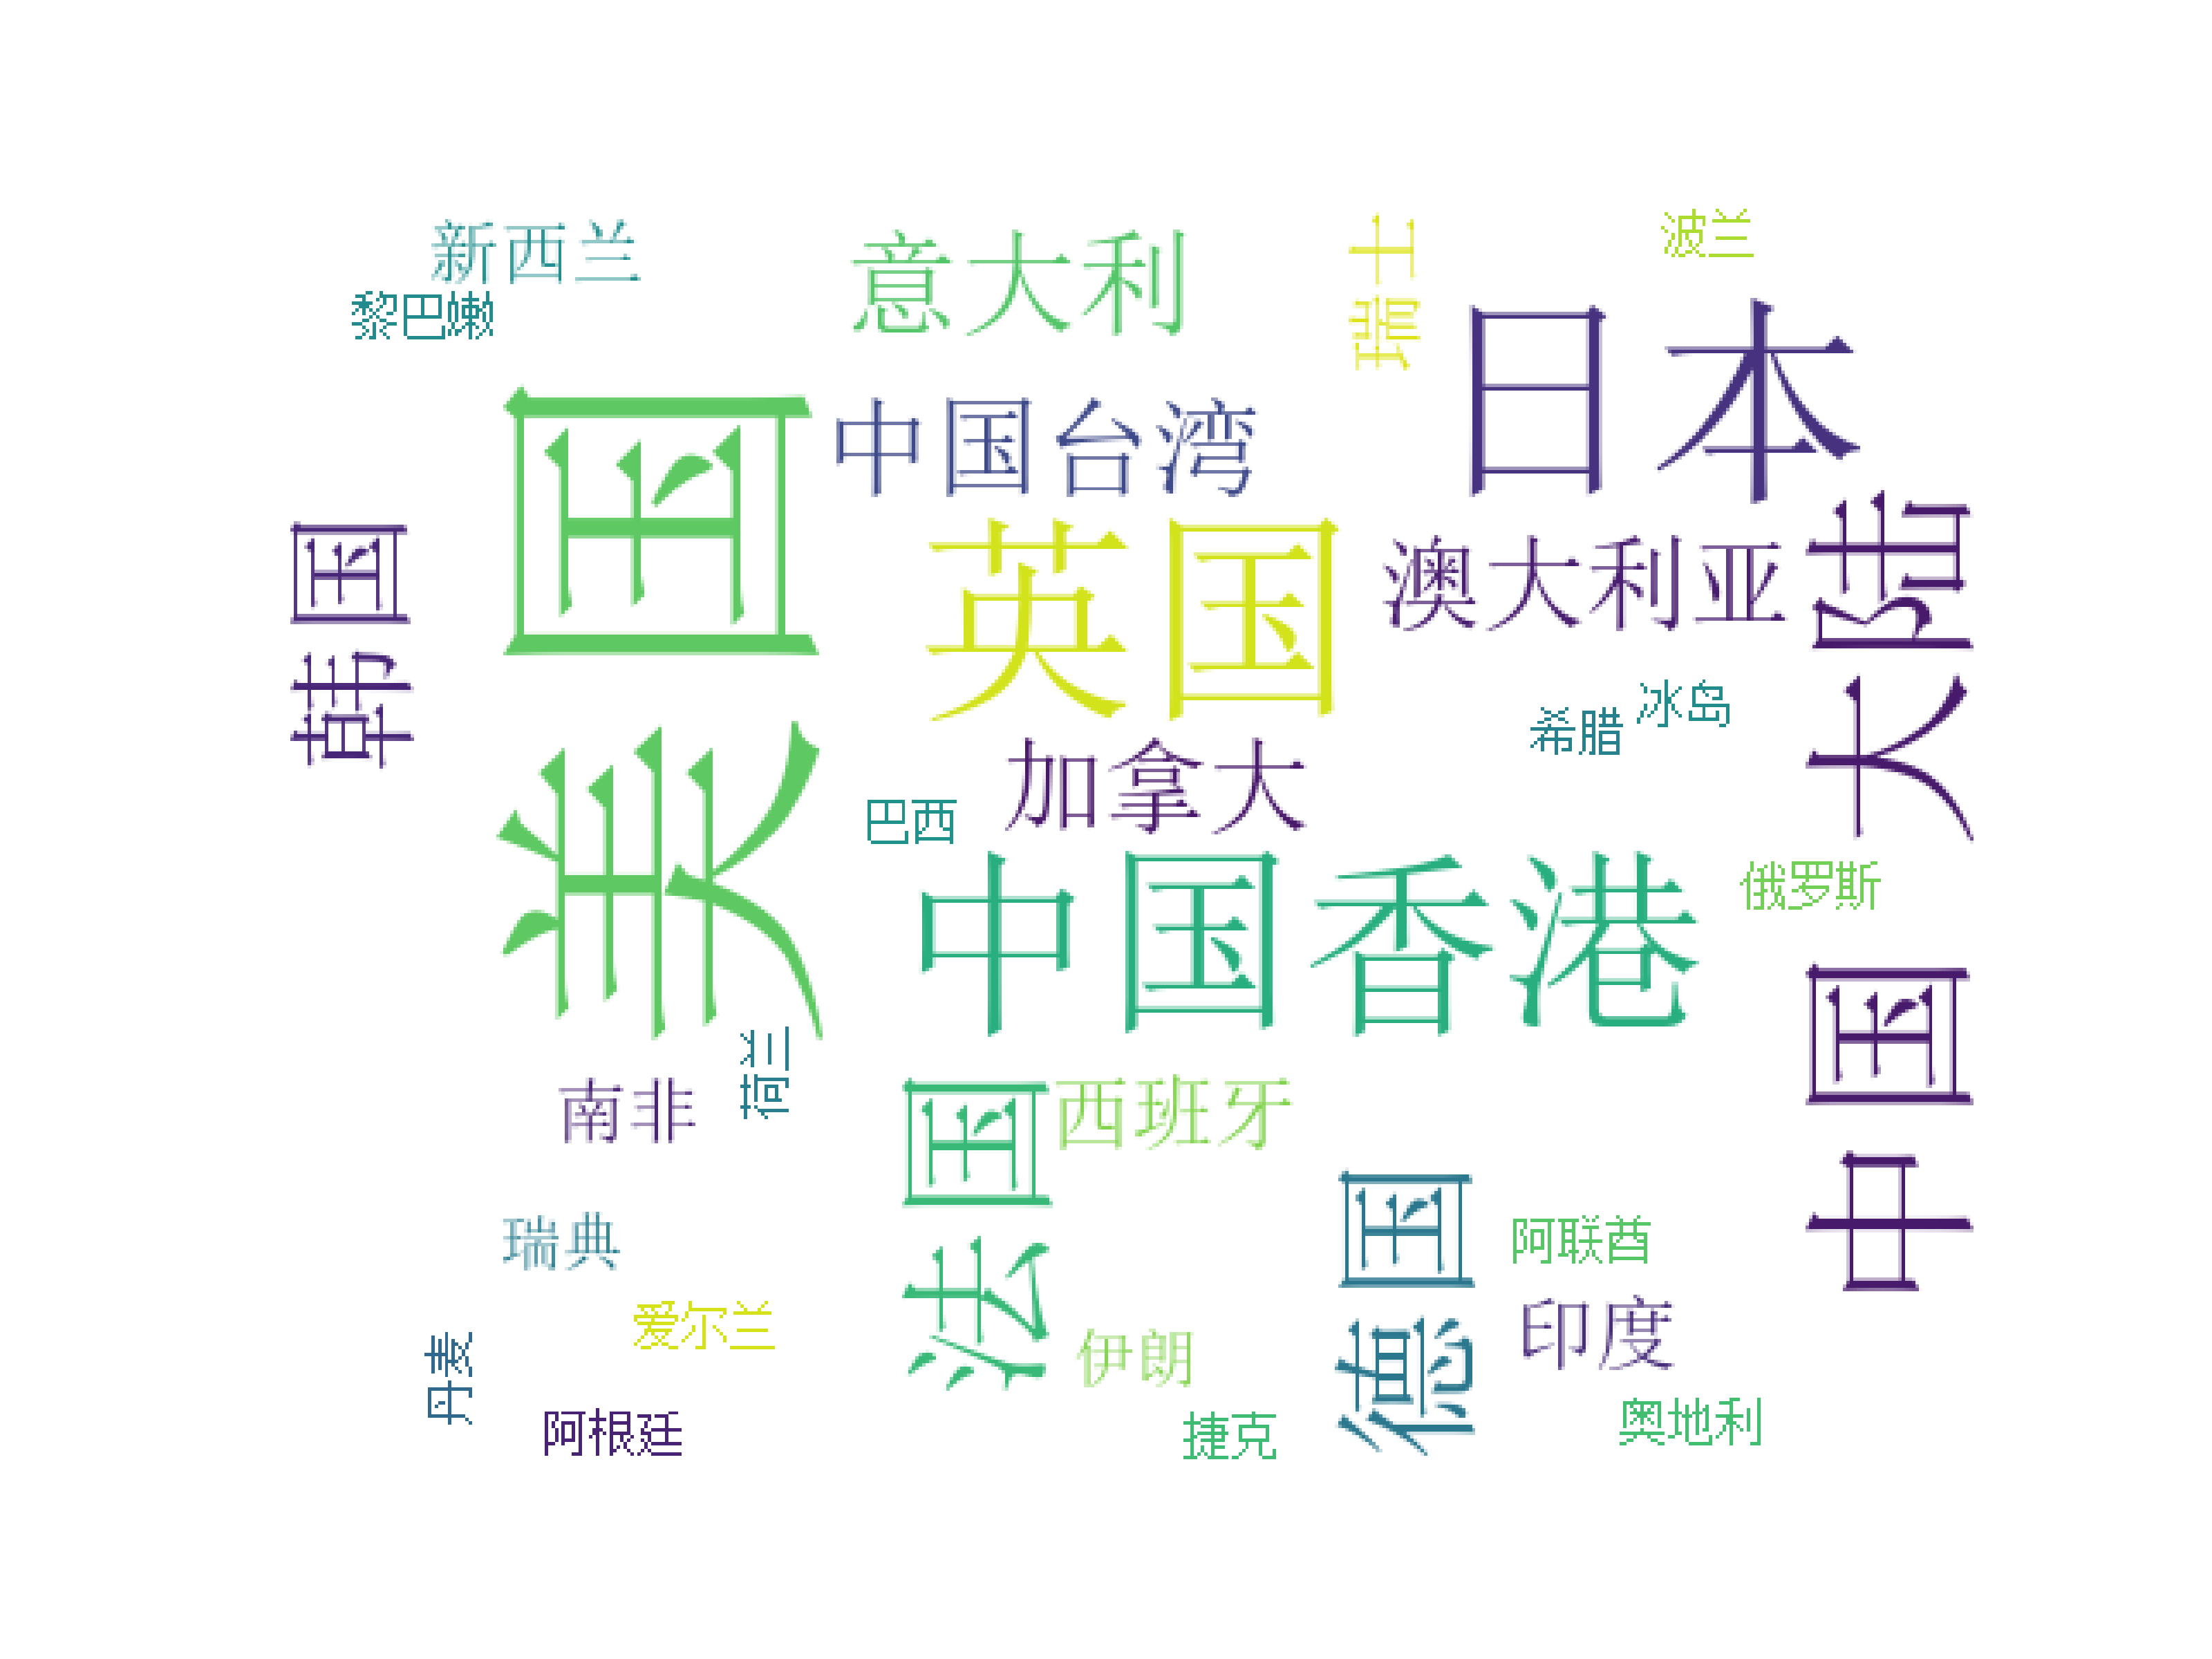 新西兰
意大利
瑞士
波兰
黎巴嫩
日本
中国台湾
美国
韩国
英国
澳大利亚
大陆
希腊
冰岛
加拿大
巴西
中国香港
俄罗斯
中国
荷兰
南非
法国
西班牙
德国
瑞典
阿联酋
爱尔兰
伊朗
印度
丹麦
阿根廷
捷克
奥地利